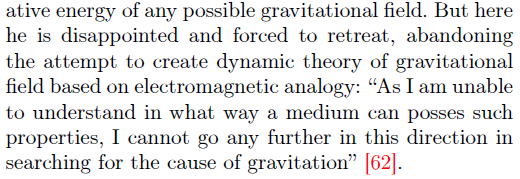 ative energy of any possible gravitational field. But here
he is disappointed and forced to retreat, abandoning
the attempt to create dynamic theory of gravitational
field based on electromagnetic analogy: “As I am unable
to understand in what way a medium can posses such
properties, I cannot go any further in this direction in
searching for the cause of gravitation” [62].